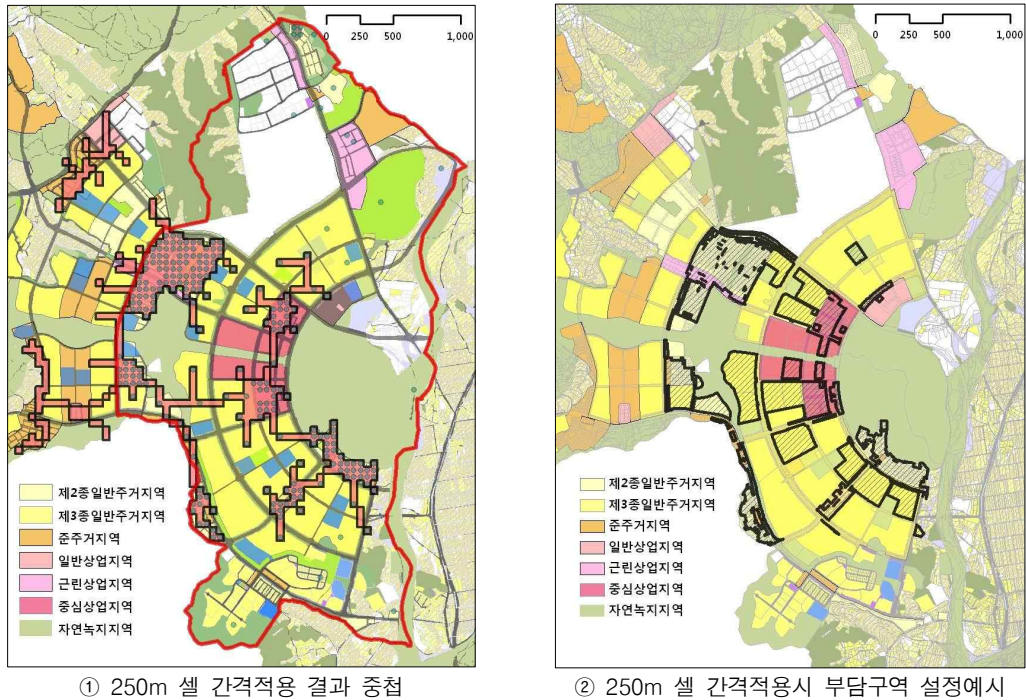 0
250 500 1,000
제2종일반주거지역
제3종일반주거지역
준주거지역
일반상업지역
근린상업지역
중심상업지역
자연녹지지역
① 250m 셀 간격적용 결과 중첩
0
250 500 1,000
제2종일반주거지역
제3종일반주거지역
준주거지역
일반상업지역
근린상업지역
중심상업지역
자연녹지지역
② 250m 셀 간격적용시 부담구역 설정예시